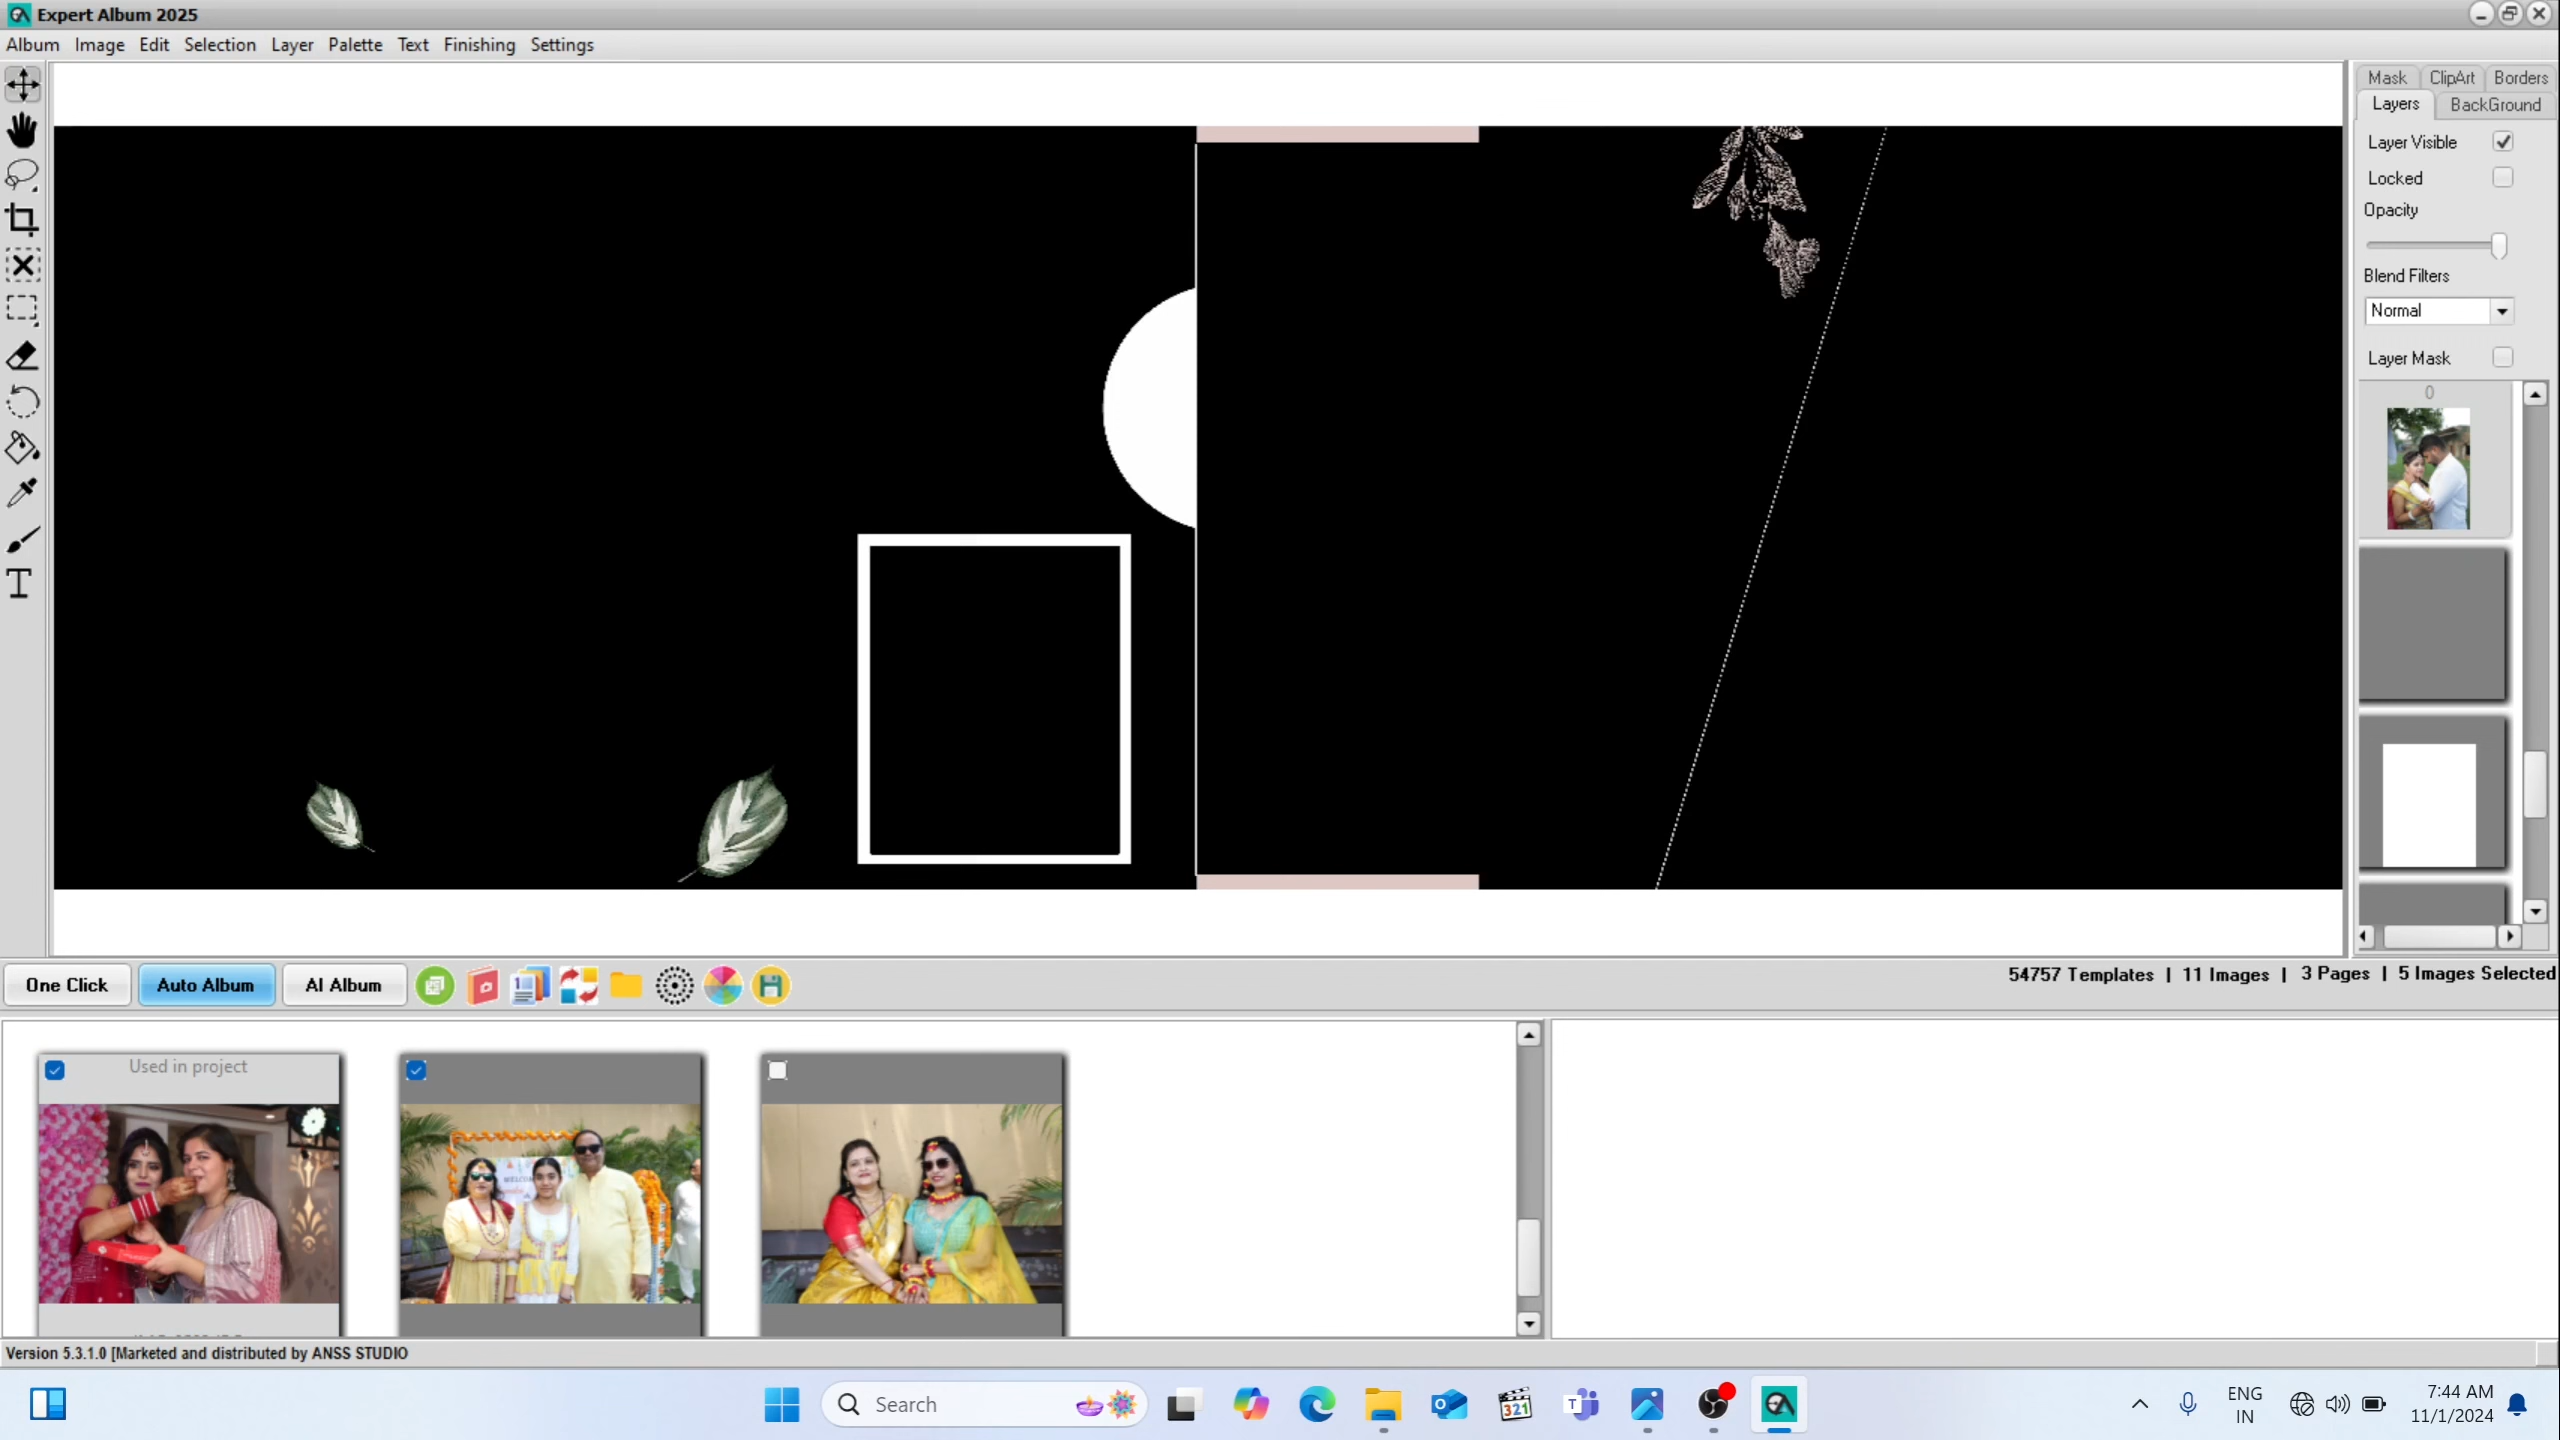 Expert Album 2025
Album Image Edit Selection Layer Palette Text Finishing Settings
Mask ClipArt Borders
Layers BackGround
Layer Visible
Locked
Opacity
Blend Filters
Normal
Layer Mask
0
T
One Click Auto Album AI Album
54757 Templates | 11 Images | 3 Pages | 5 Images Selected
Used in project
WELCOME
Version 5.3.1.0 [Marketed and distributed by ANSS STUDIO
Search
321
ENG
IN
7:44 AM
11/1/2024